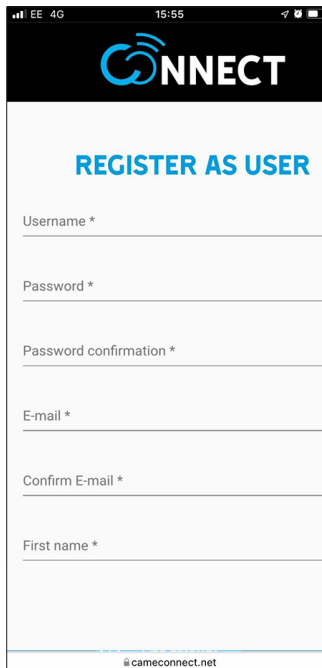 EE 4G 15:55
CONNECT
REGISTER AS USER
Username *
Password *
Password confirmation *
E-mail *
Confirm E-mail *
First name *
cameconnect.net